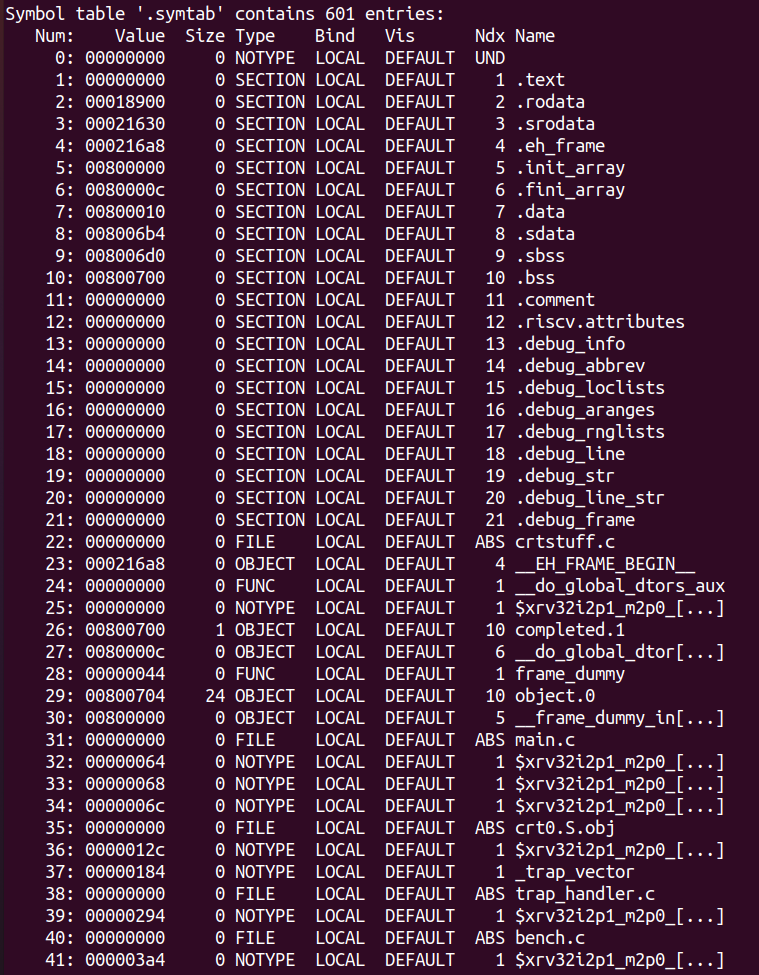 Symbol table '.symtab' contains 601 entries:
   Num:    Value  Size Type    Bind   Vis      Ndx Name
     0: 00000000     0 NOTYPE  LOCAL  DEFAULT  UND
     1: 00000000     0 SECTION LOCAL  DEFAULT    1 .text
     2: 00018900     0 SECTION LOCAL  DEFAULT    2 .rodata
     3: 00021630     0 SECTION LOCAL  DEFAULT    3 .srodata
     4: 000216a8     0 SECTION LOCAL  DEFAULT    4 .eh_frame
     5: 00800000     0 SECTION LOCAL  DEFAULT    5 .init_array
     6: 0080000c     0 SECTION LOCAL  DEFAULT    6 .fini_array
     7: 00800010     0 SECTION LOCAL  DEFAULT    7 .data
     8: 008006b4     0 SECTION LOCAL  DEFAULT    8 .sdata
     9: 008006d0     0 SECTION LOCAL  DEFAULT    9 .sbss
    10: 00800700     0 SECTION LOCAL  DEFAULT   10 .bss
    11: 00000000     0 SECTION LOCAL  DEFAULT   11 .comment
    12: 00000000     0 SECTION LOCAL  DEFAULT   12 .riscv.attributes
    13: 00000000     0 SECTION LOCAL  DEFAULT   13 .debug_info
    14: 00000000     0 SECTION LOCAL  DEFAULT   14 .debug_abbrev
    15: 00000000     0 SECTION LOCAL  DEFAULT   15 .debug_loclists
    16: 00000000     0 SECTION LOCAL  DEFAULT   16 .debug_aranges
    17: 00000000     0 SECTION LOCAL  DEFAULT   17 .debug_rnglists
    18: 00000000     0 SECTION LOCAL  DEFAULT   18 .debug_line
    19: 00000000     0 SECTION LOCAL  DEFAULT   19 .debug_str
    20: 00000000     0 SECTION LOCAL  DEFAULT   20 .debug_line_str
    21: 00000000     0 SECTION LOCAL  DEFAULT   21 .debug_frame
    22: 00000000     0 FILE    LOCAL  DEFAULT  ABS crtstuff.c
    23: 000216a8     0 OBJECT  LOCAL  DEFAULT    4 __EH_FRAME_BEGIN__
    24: 00000000     0 FUNC    LOCAL  DEFAULT    1 __do_global_dtors_aux
    25: 00000000     0 NOTYPE  LOCAL  DEFAULT    1 $xrv32i2p1_m2p0_[...]
    26: 00800700     1 OBJECT  LOCAL  DEFAULT   10 completed.1
    27: 0080000c     0 OBJECT  LOCAL  DEFAULT    6 __do_global_dtor[...]
    28: 00000044     0 FUNC    LOCAL  DEFAULT    1 frame_dummy
    29: 00800704    24 OBJECT  LOCAL  DEFAULT   10 object.0
    30: 00800000     0 OBJECT  LOCAL  DEFAULT    5 __frame_dummy_in[...]
    31: 00000000     0 FILE    LOCAL  DEFAULT  ABS main.c
    32: 00000064     0 NOTYPE  LOCAL  DEFAULT    1 $xrv32i2p1_m2p0_[...]
    33: 00000068     0 NOTYPE  LOCAL  DEFAULT    1 $xrv32i2p1_m2p0_[...]
    34: 0000006c     0 NOTYPE  LOCAL  DEFAULT    1 $xrv32i2p1_m2p0_[...]
    35: 00000000     0 FILE    LOCAL  DEFAULT  ABS crt0.S.obj
    36: 0000012c     0 NOTYPE  LOCAL  DEFAULT    1 $xrv32i2p1_m2p0_[...]
    37: 00000184     0 NOTYPE  LOCAL  DEFAULT    1 _trap_vector
    38: 00000000     0 FILE    LOCAL  DEFAULT  ABS trap_handler.c
    39: 00000294     0 NOTYPE  LOCAL  DEFAULT    1 $xrv32i2p1_m2p0_[...]
    40: 00000000     0 FILE    LOCAL  DEFAULT  ABS bench.c
    41: 000003a4     0 NOTYPE  LOCAL  DEFAULT    1 $xrv32i2p1_m2p0_[...]